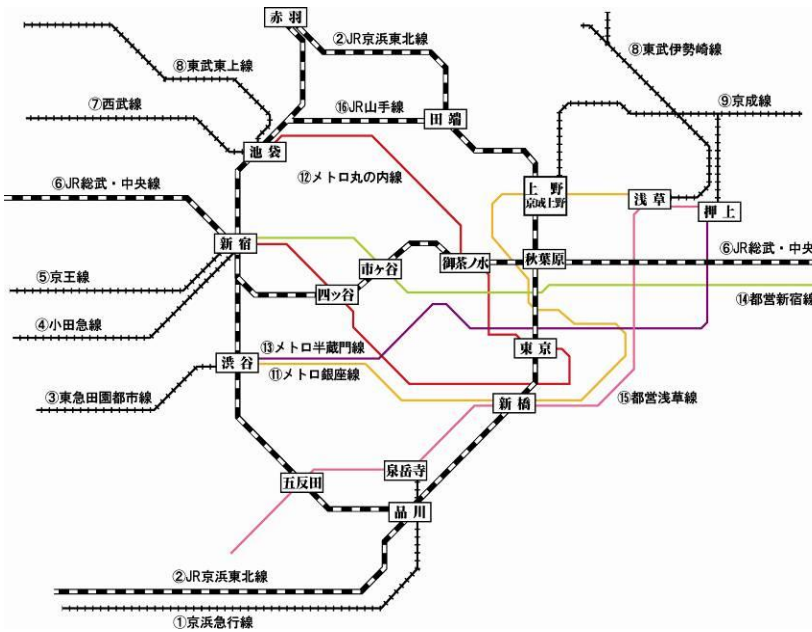 赤羽
②JR京浜東北線
⑧東武伊勢崎線
⑧東武東上線
⑨京成線
⑦西武線
⑯JR山手線
田端
池袋
⑫メトロ丸の内線
⑥JR総武・中央線
上野
京成上野
浅草
押上
新宿
市ヶ谷
御茶ノ水
秋葉原
⑥JR総武・中央
⑤京王線
四ッ谷
⑭都営新宿線
④小田急線
⑬メトロ半蔵門線
東京
渋谷
⑪メトロ銀座線
③東急田園都市線
新橋
⑮都営浅草線
泉岳寺
五反田
品川
②JR京浜東北線
①京浜急行線